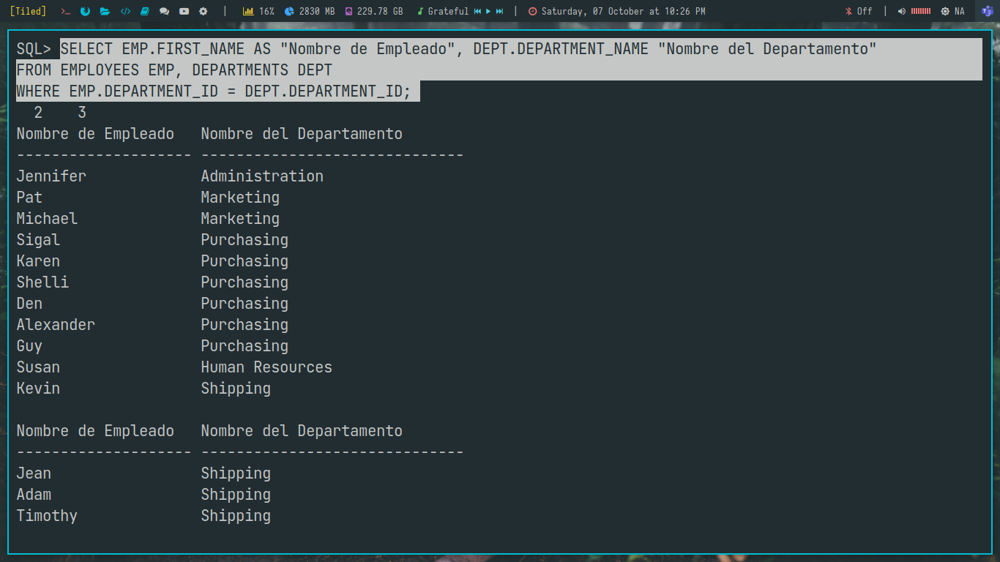 [Tiled] >_ </> | 16% 2830 MB 229.78 GB Grateful | Saturday, 07 October at 10:26 PM Off | NA
SQL> SELECT EMP.FIRST_NAME AS "Nombre de Empleado", DEPT.DEPARTMENT_NAME "Nombre del Departamento"
FROM EMPLOYEES EMP, DEPARTMENTS DEPT
WHERE EMP.DEPARTMENT_ID = DEPT.DEPARTMENT_ID;
2 3
Nombre de Empleado Nombre del Departamento
-------------------- ------------------------------
Jennifer Administration
Pat Marketing
Michael Marketing
Sigal Purchasing
Karen Purchasing
Shelli Purchasing
Den Purchasing
Alexander Purchasing
Guy Purchasing
Susan Human Resources
Kevin Shipping
Nombre de Empleado Nombre del Departamento
-------------------- ------------------------------
Jean Shipping
Adam Shipping
Timothy Shipping